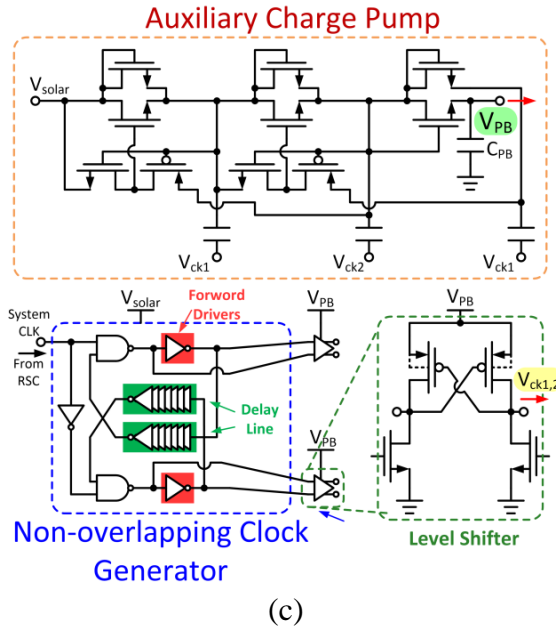 Auxiliary Charge Pump
Vsolar
VPB
CPB
Vck1
Vck2
Vck1
System
CLK
From
RSC
Vsolar
Forword
Drivers
VPB
Delay
Line
VPB
VPB
Vck1,2
Non-overlapping Clock
Generator
Level Shifter
(c)